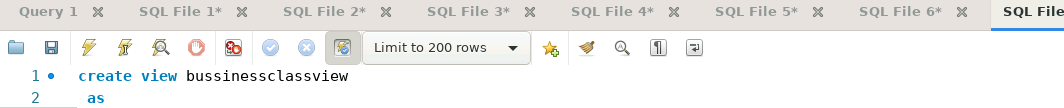 Query 1 SQL File 1* SQL File 2* SQL File 3* SQL File 4* SQL File 5* SQL File 6* SQL File
Limit to 200 rows
1 create view bussinessclassview
2 as